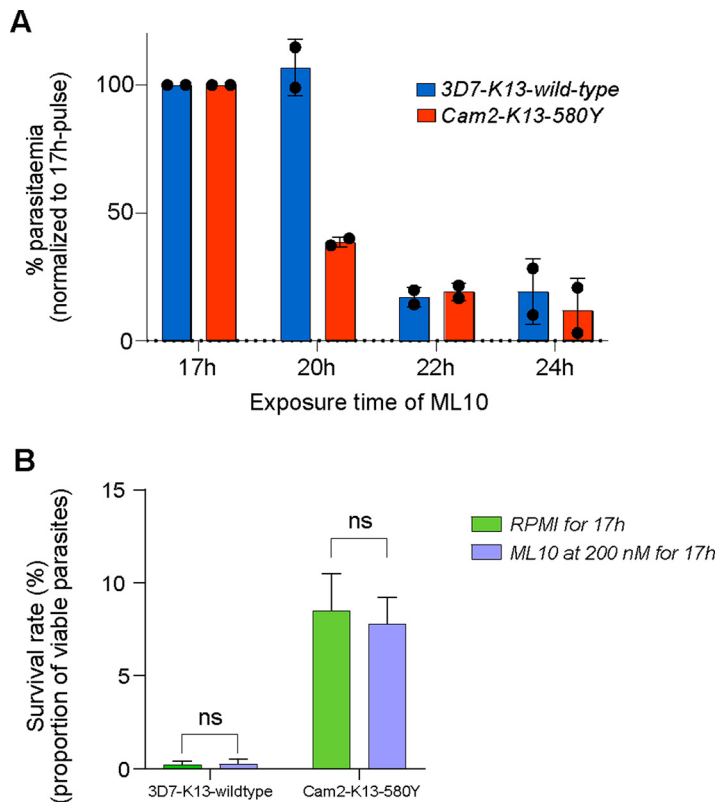 A
% parasitaemia
(normalized to 17h-pulse)
100
50
0
3D7-K13-wild-type
Cam2-K13-580Y
17h
20h
22h
24h
Exposure time of ML10
B
Survival rate (%)
(proportion of viable parasites)
15
10
5
0
ns
ns
RPMI for 17h
ML10 at 200 nM for 17h
3D7-K13-wildtype
Cam2-K13-580Y